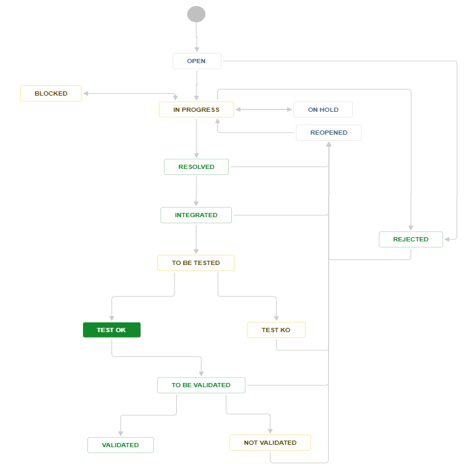 OPEN
BLOCKED
IN PROGRESS
ON HOLD
REOPENED
RESOLVED
INTEGRATED
REJECTED
TO BE TESTED
TEST OK
TEST KO
TO BE VALIDATED
VALIDATED
NOT VALIDATED